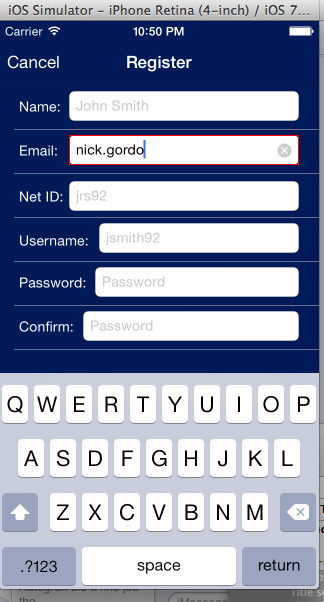 iOS Simulator – iPhone Retina (4-inch) / iOS 7...
Carrier 10:50 PM
Cancel Register
Name: John Smith
Email: nick.gordo
Net ID: jrs92
Username: jsmith92
Password: Password
Confirm: Password
Q W E R T Y U I O P
A S D F G H J K L
Z X C V B N M
.?123 space return